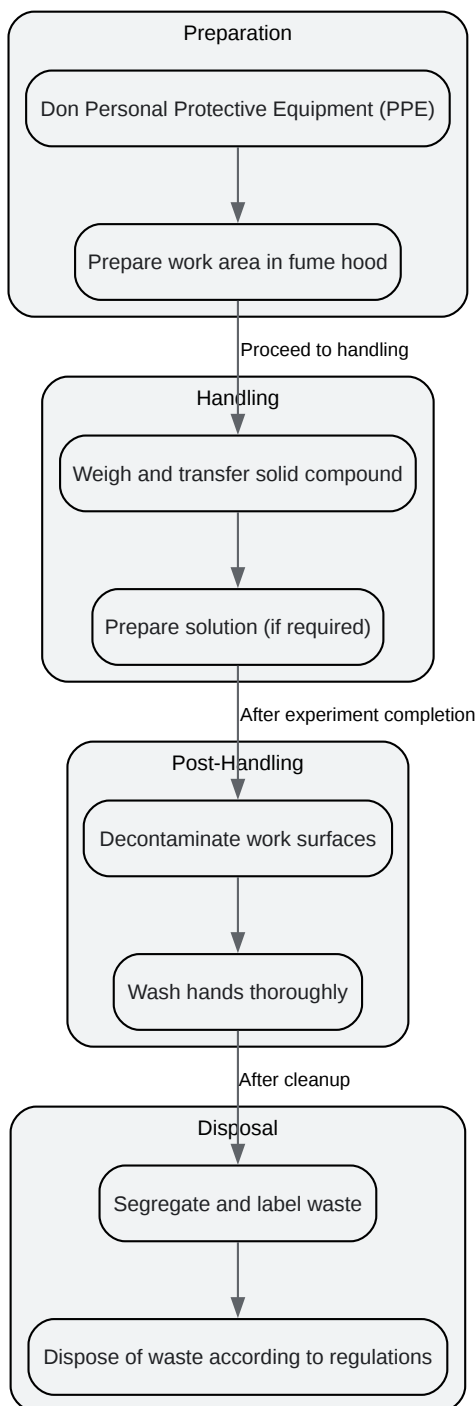 Preparation
Don Personal Protective Equipment (PPE)
Prepare work area in fume hood
Proceed to handling
Handling
Weigh and transfer solid compound
Prepare solution (if required)
After experiment completion
Post-Handling
Decontaminate work surfaces
Wash hands thoroughly
After cleanup
Disposal
Segregate and label waste
Dispose of waste according to regulations